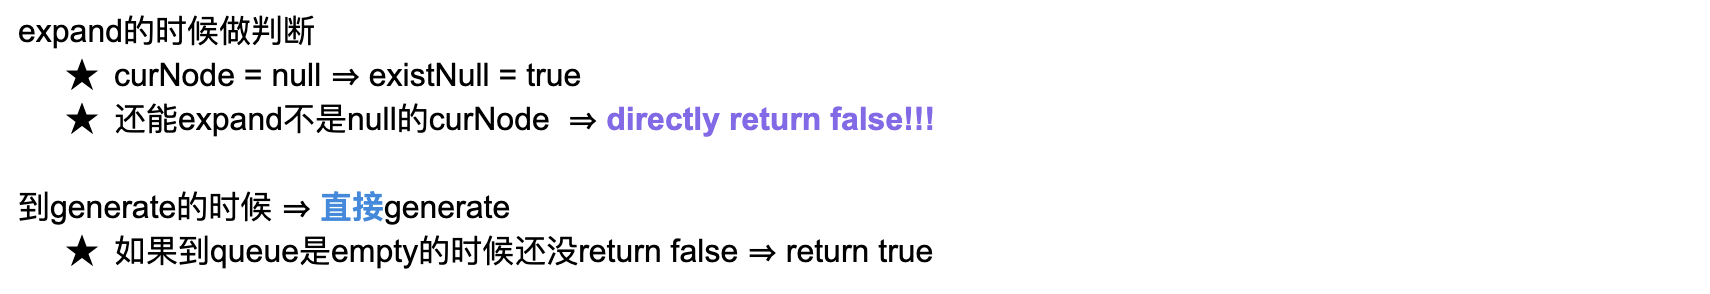 expand的时候做判断
★ curNode = null ⇒ existNull = true
★ 还能expand不是null的curNode ⇒ directly return false!!!
到generate的时候 ⇒ 直接generate
★ 如果到queue是empty的时候还没return false ⇒ return true